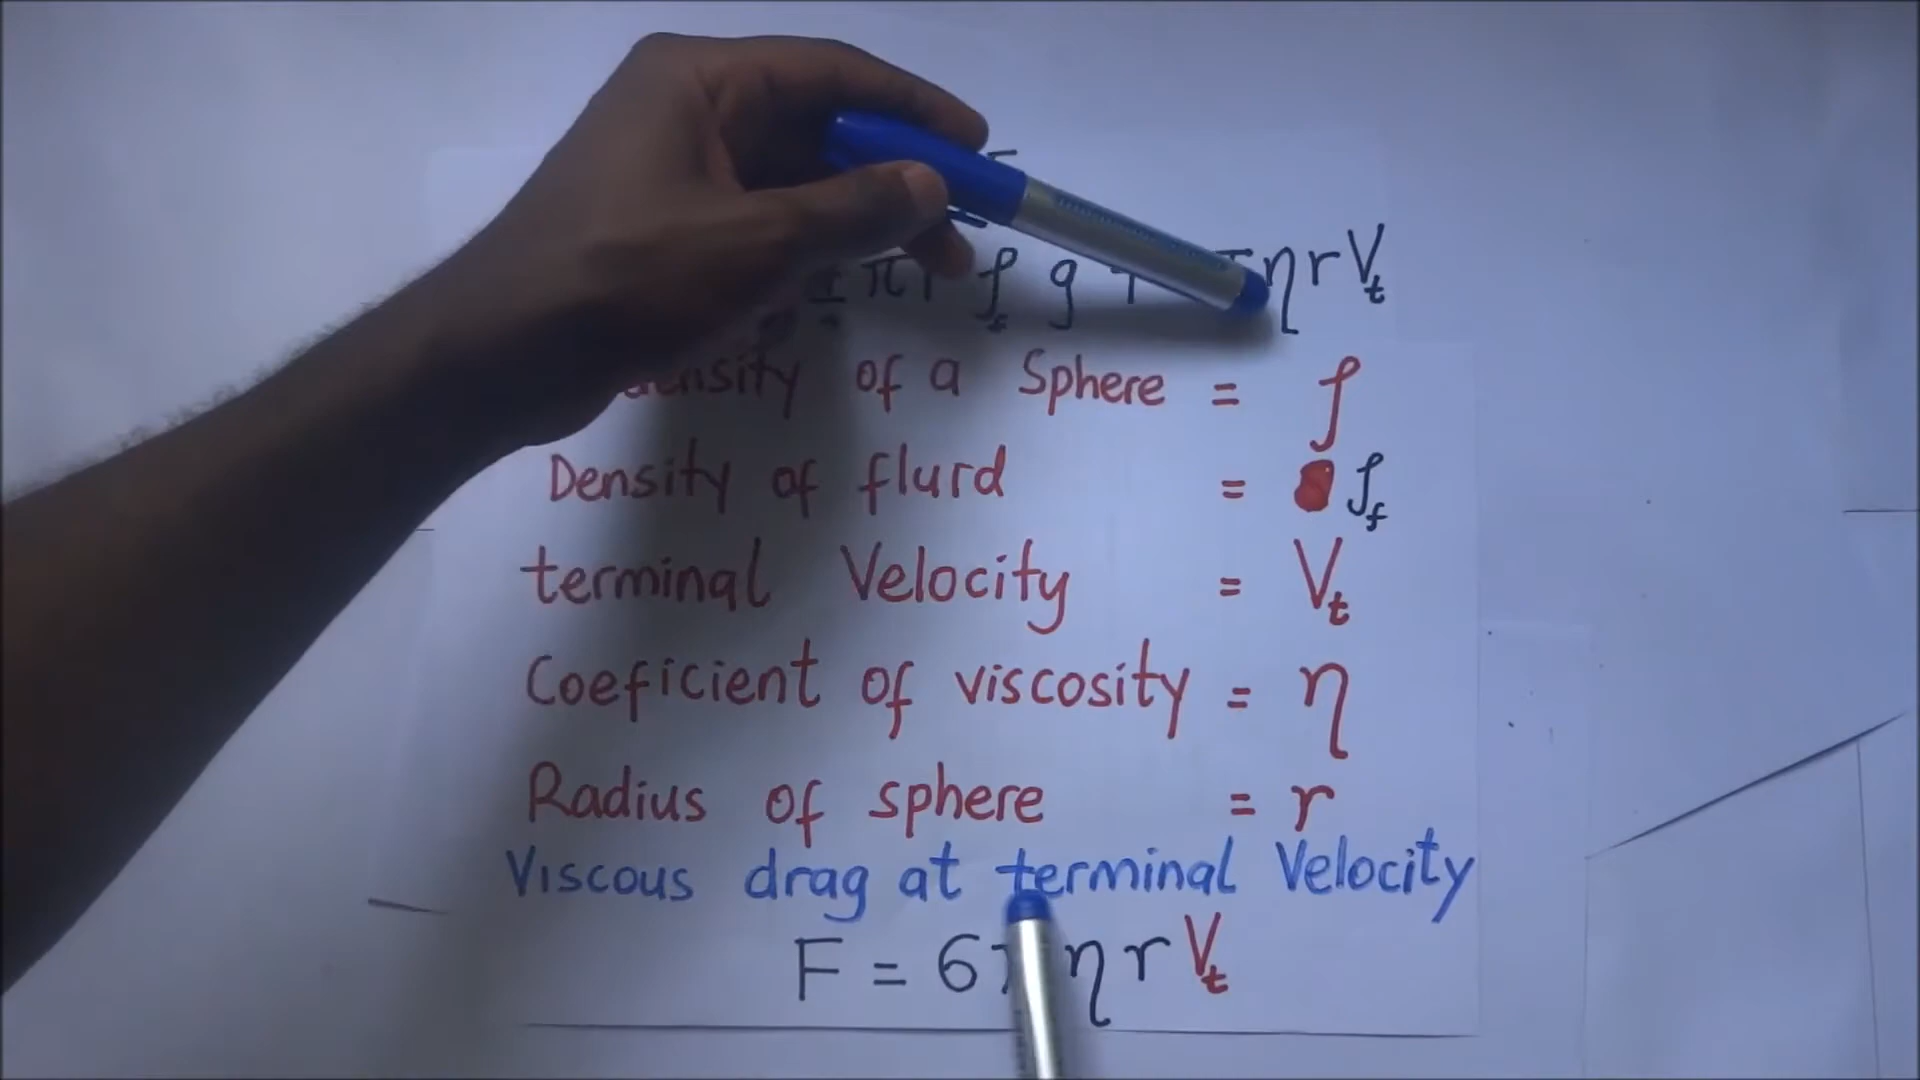 ρ_f g ηrV_t
of a Sphere = ρ
Density of flurd = ρ_f
terminal Velocity = V_t
Coeficient of viscosity = η
Radius of sphere = r
Viscous drag at terminal Velocity
F = 6 ηrV_t